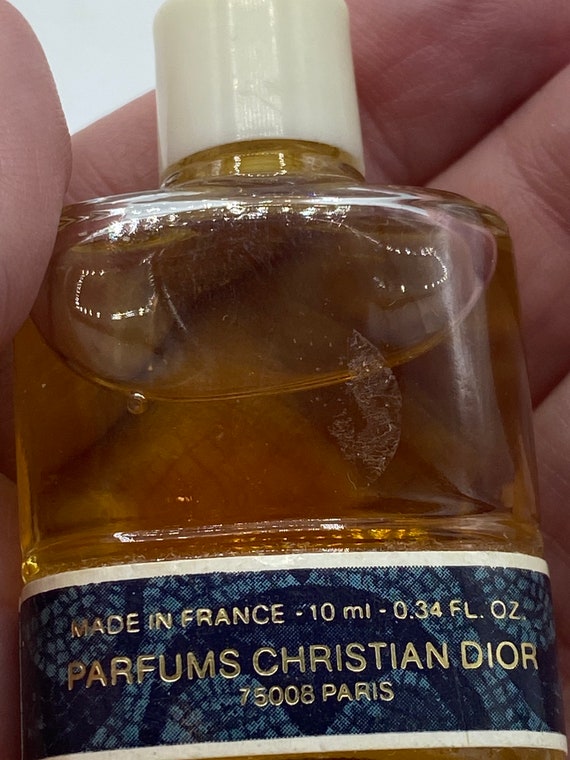 MADE IN FRANCE - 10 ml - 0.34 FL. OZ.
PARFUMS CHRISTIAN DIOR
75008 PARIS